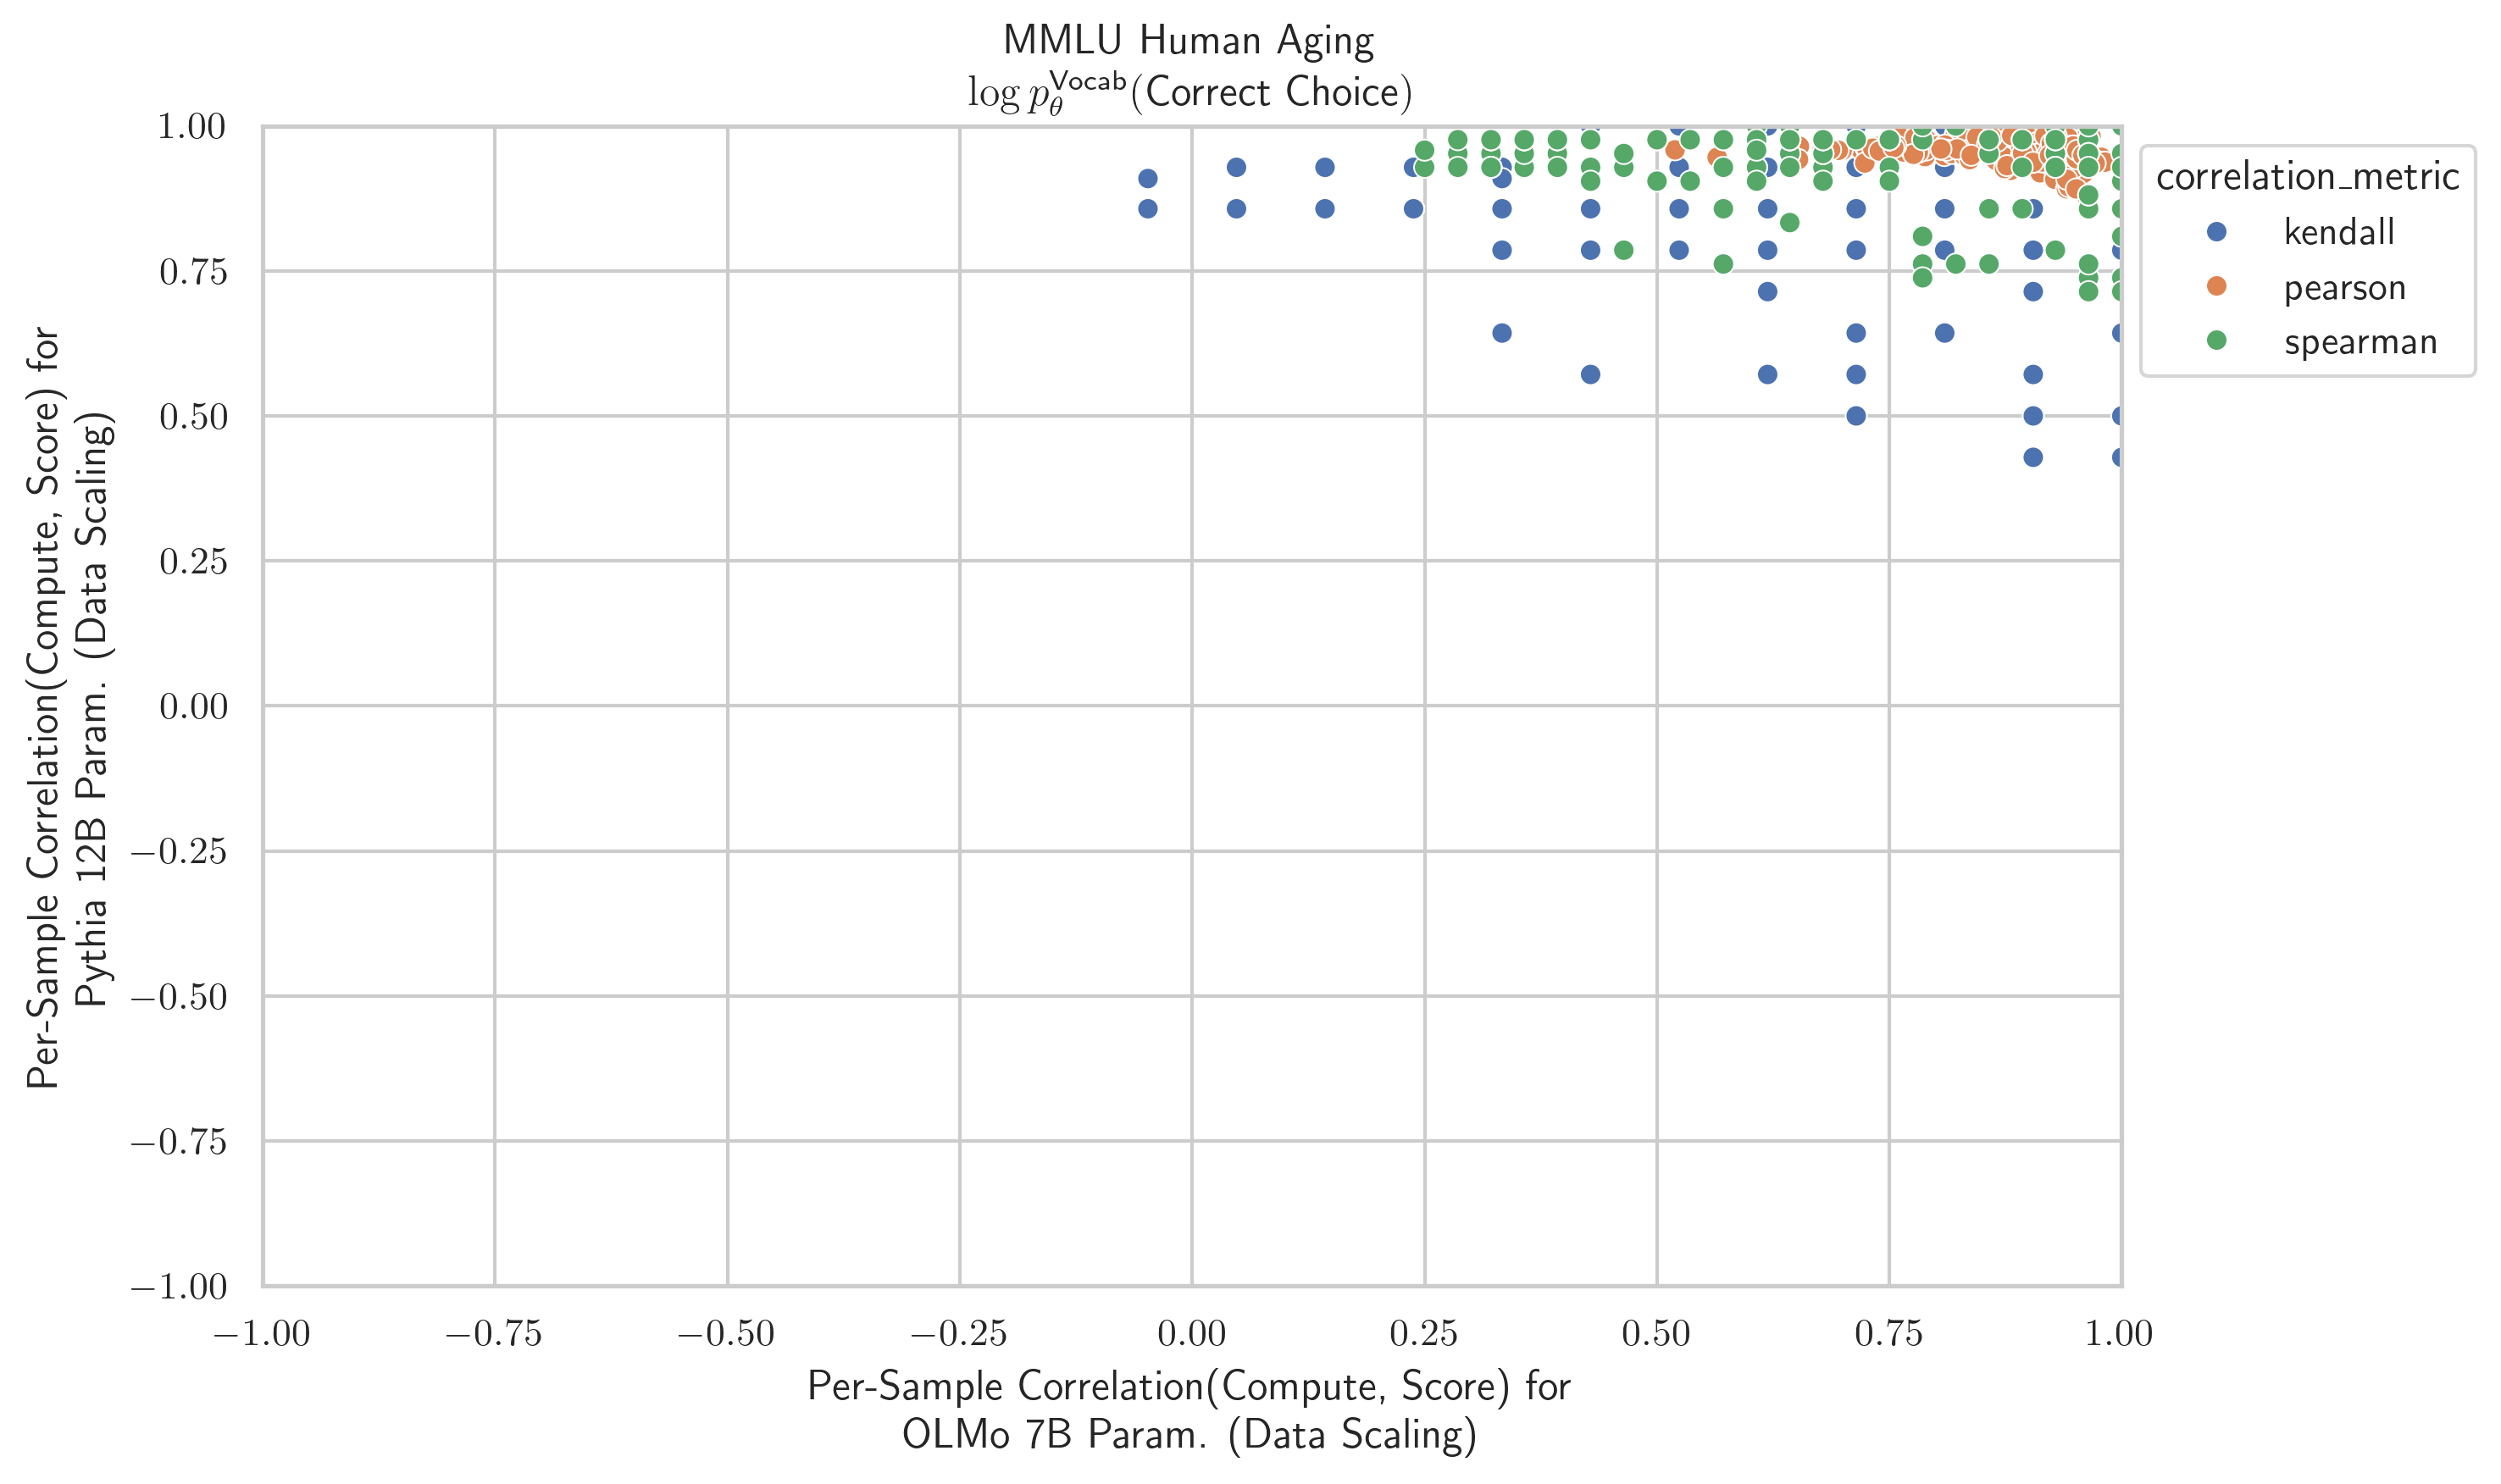 MMLU Human Aging
log p_θ^Vocab(Correct Choice)
1.00
0.75
0.50
0.25
0.00
−0.25
−0.50
−0.75
−1.00
Per-Sample Correlation(Compute, Score) for
Pythia 12B Param. (Data Scaling)
correlation_metric
kendall
pearson
spearman
−1.00 −0.75 −0.50 −0.25 0.00 0.25 0.50 0.75 1.00
Per-Sample Correlation(Compute, Score) for
OLMo 7B Param. (Data Scaling)